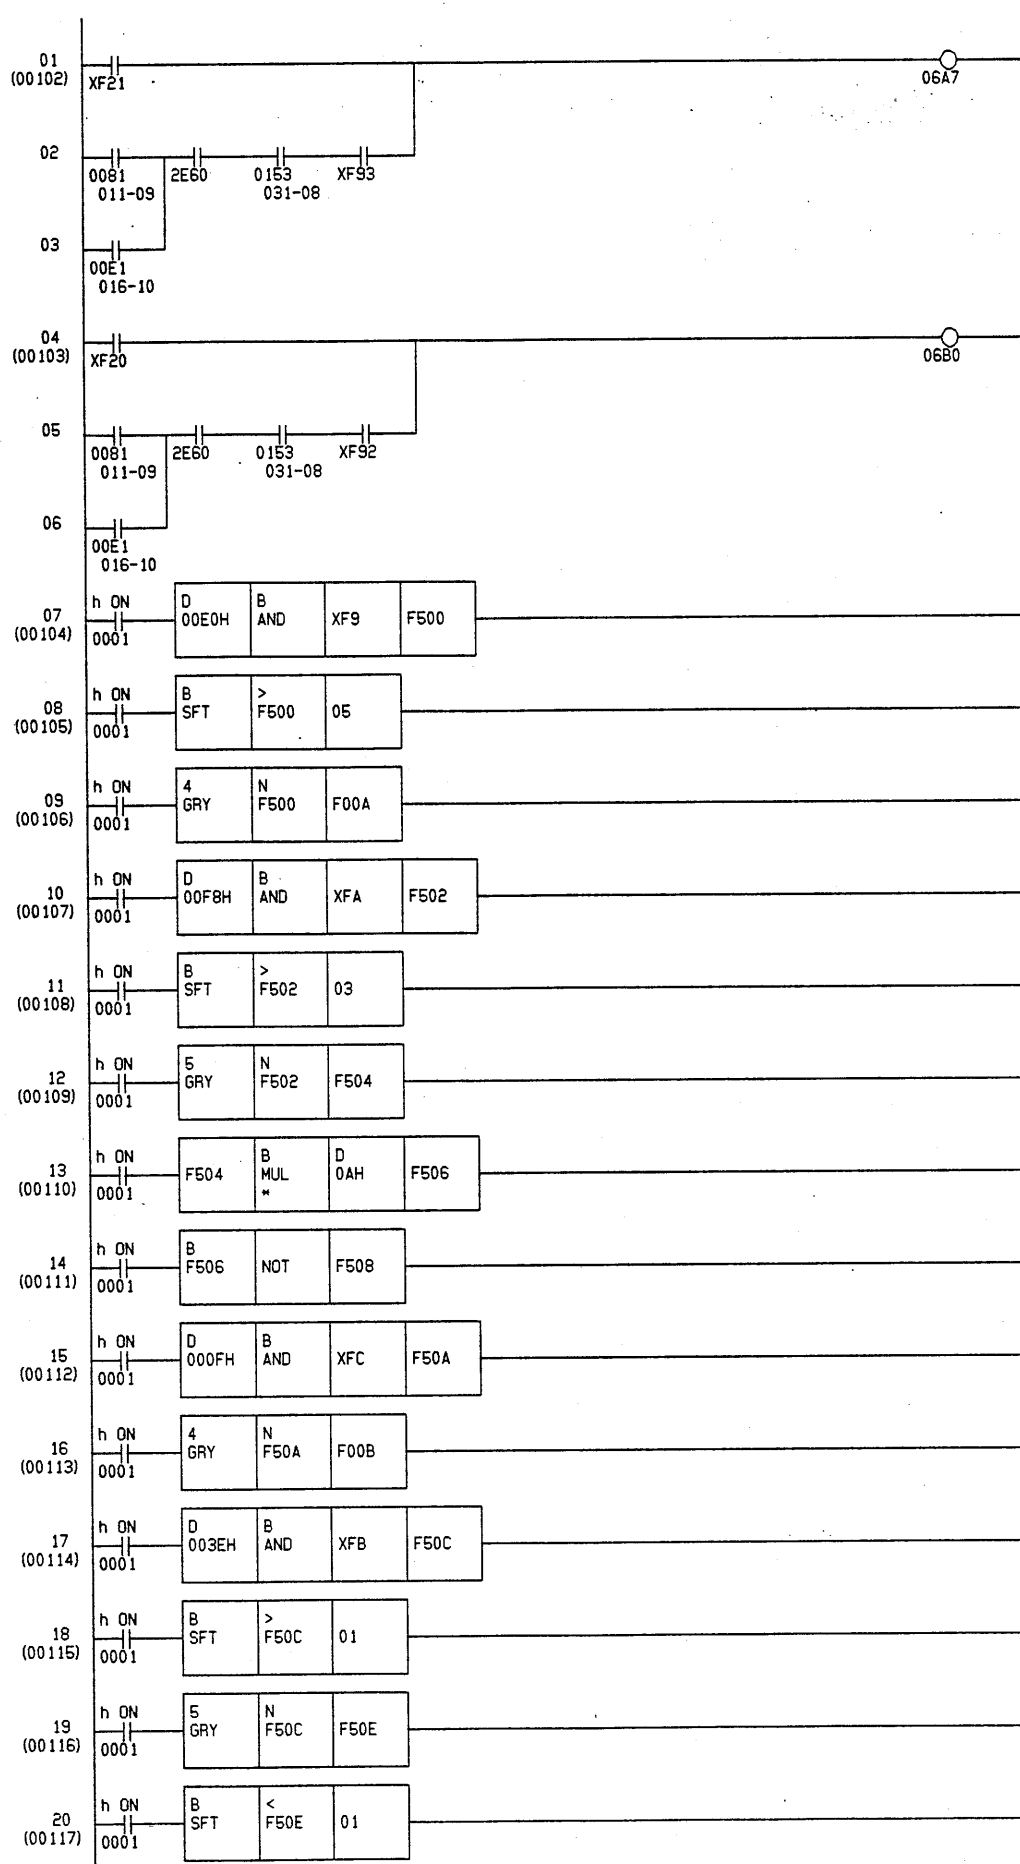 01
(00102)
XF21
06A7
02
0081
011-09
2E60
0153
031-08
XF93
03
00E1
016-10
04
(00103)
XF20
06B0
05
0081
011-09
2E60
0153
031-08
XF92
06
00E1
016-10
07
(00104)
h ON
0001
D B
00E0H AND XF9 F500
08
(00105)
h ON
0001
B >
SFT F500 05
09
(00106)
h ON
0001
4 N
GRY F500 F00A
10
(00107)
h ON
0001
D B
00F8H AND XFA F502
11
(00108)
h ON
0001
B >
SFT F502 03
12
(00109)
h ON
0001
5 N
GRY F502 F504
13
(00110)
h ON
0001
B D
F504 MUL 0AH F506
*
14
(00111)
h ON
0001
B
F506 NOT F508
15
(00112)
h ON
0001
D B
000FH AND XFC F50A
16
(00113)
h ON
0001
4 N
GRY F50A F00B
17
(00114)
h ON
0001
D B
003EH AND XFB F50C
18
(00115)
h ON
0001
B >
SFT F50C 01
19
(00116)
h ON
0001
5 N
GRY F50C F50E
20
(00117)
h ON
0001
B <
SFT F50E 01